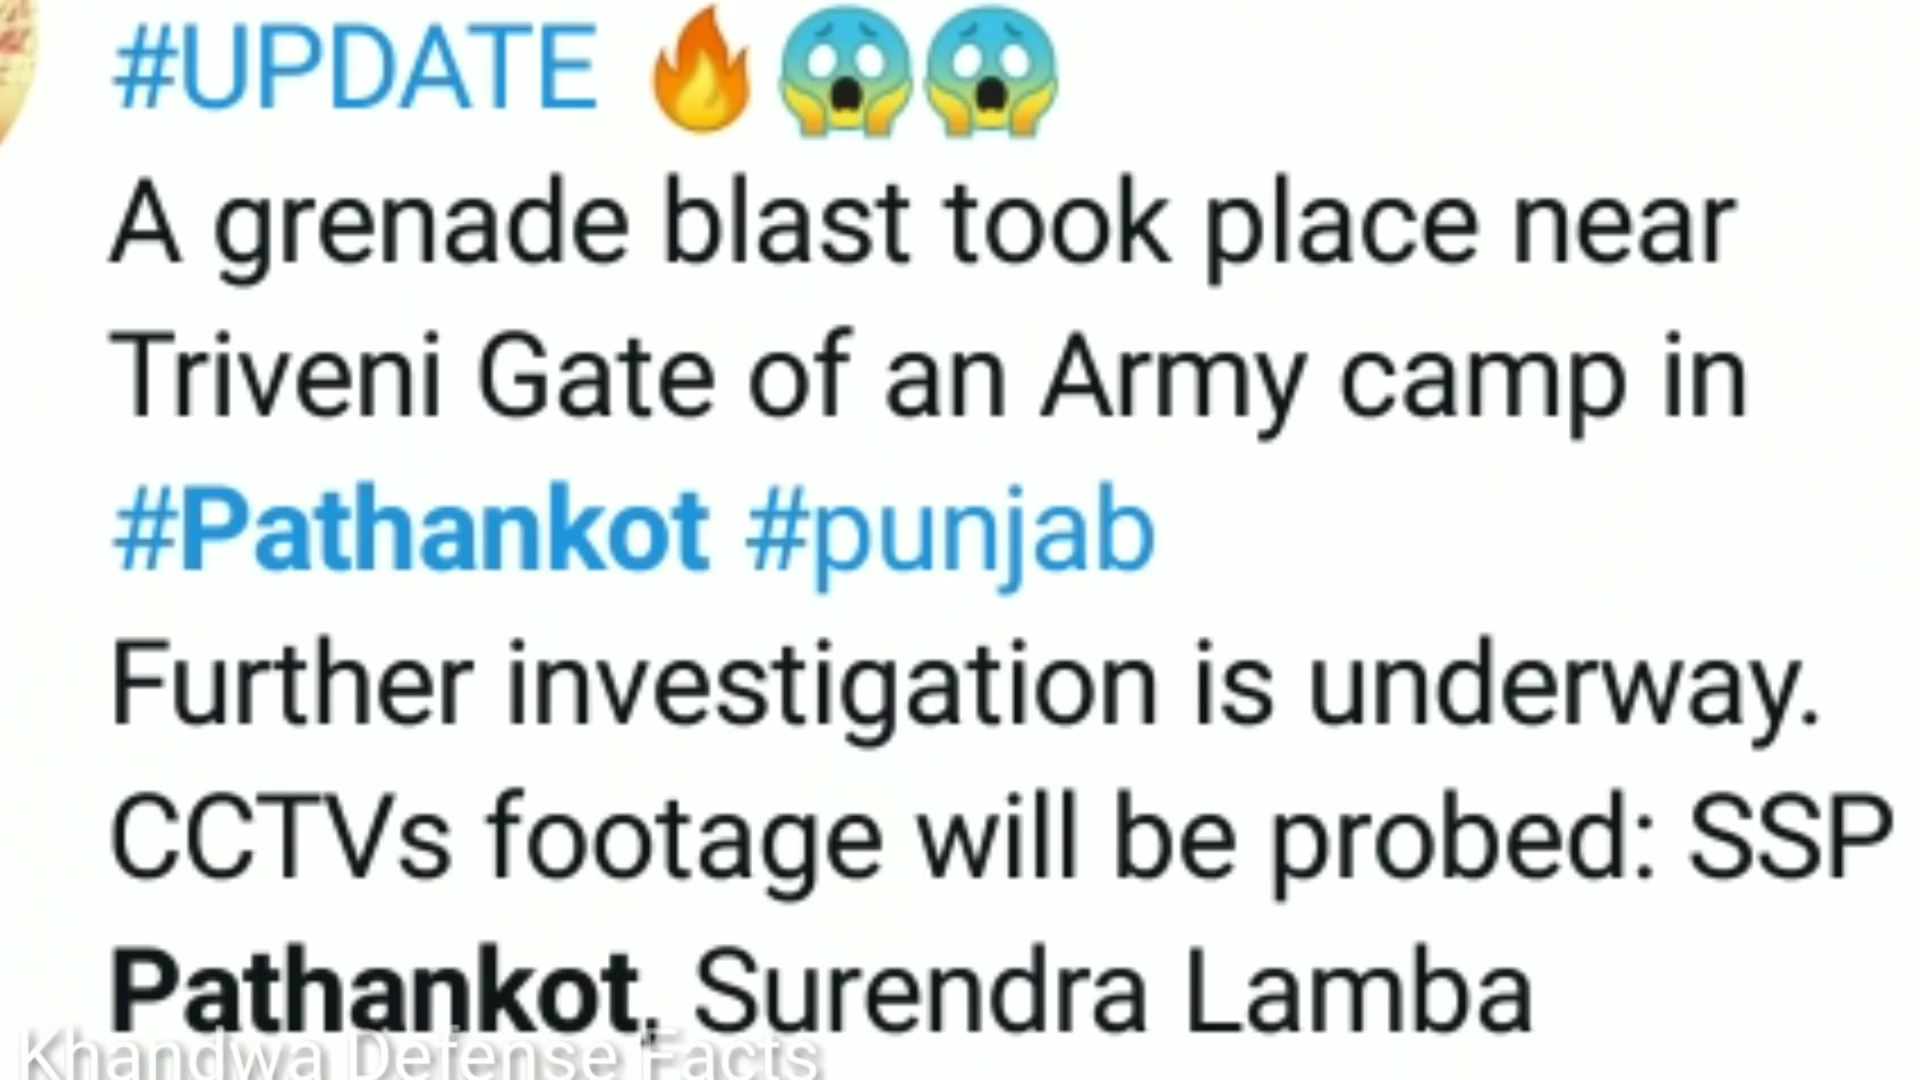 #UPDATE 🔥😱😱
A grenade blast took place near
Triveni Gate of an Army camp in
#Pathankot #punjab
Further investigation is underway.
CCTVs footage will be probed: SSP
Pathankot, Surendra Lamba
Khandwa Defense Facts